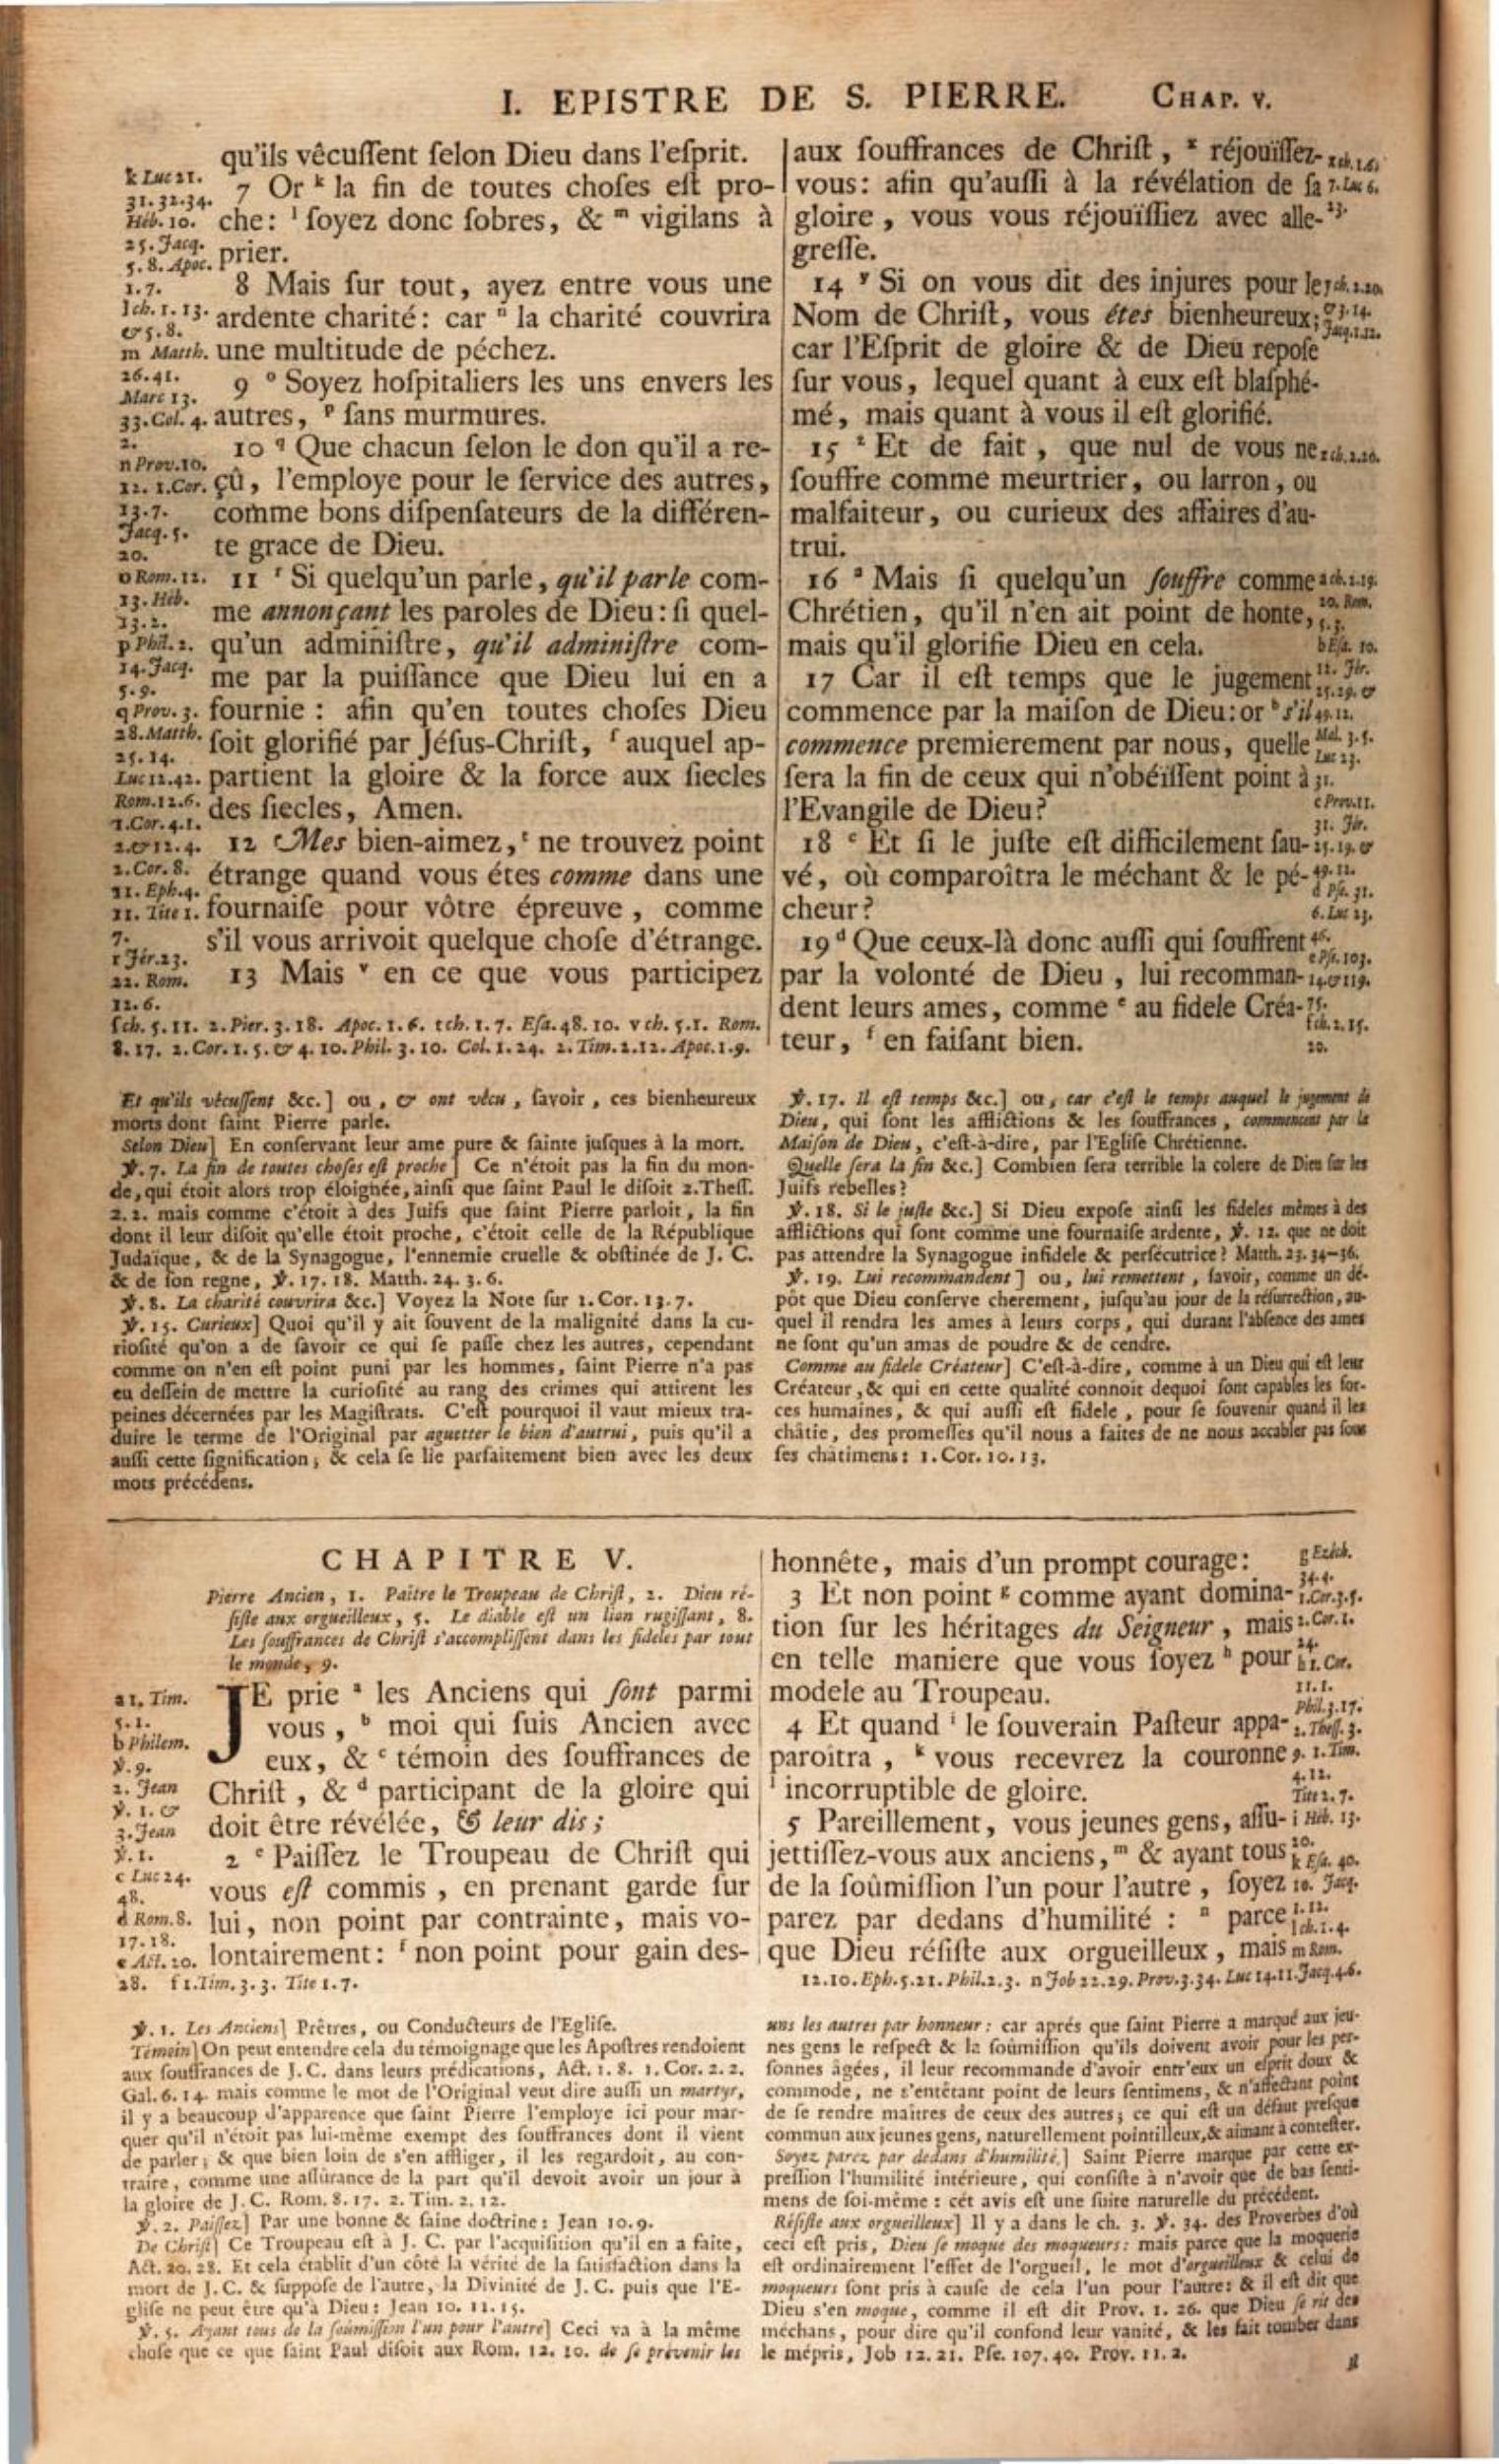 I. EPISTRE DE S. PIERRE. CHAP. V.
qu'ils vêcuſſent ſelon Dieu dans l'eſprit.
7 Or k la fin de toutes choſes eſt pro-
che: l ſoyez donc ſobres, & m vigilans à
prier.
8 Mais ſur tout, ayez entre vous une
ardente charité: car n la charité couvrira
une multitude de péchez.
9 o Soyez hoſpitaliers les uns envers les
autres, p ſans murmures.
10 q Que chacun ſelon le don qu'il a re-
çû, l'employe pour le ſervice des autres,
comme bons diſpenſateurs de la différen-
te grace de Dieu.
11 r Si quelqu'un parle, qu'il parle com-
me annonçant les paroles de Dieu: ſi quel-
qu'un adminiſtre, qu'il adminiſtre com-
me par la puiſſance que Dieu lui en a
fournie : afin qu'en toutes choſes Dieu
ſoit glorifié par Jéſus-Chriſt, ſ auquel ap-
partient la gloire & la force aux ſiecles
des ſiecles, Amen.
12 Mes bien-aimez, t ne trouvez point
étrange quand vous étes comme dans une
fournaiſe pour vôtre épreuve, comme
s'il vous arrivoit quelque choſe d'étrange.
13 Mais v en ce que vous participez
k Luc 21.
31. 32. 34.
Héb. 10.
25. Jacq.
5. 8. Apoc.
1. 7.
l ch. 1. 13.
& 5. 8.
m Matth.
26. 41.
Marc 13.
33. Col. 4.
2.
n Prov. 10.
12. 1. Cor.
13. 7.
Jacq. 5.
20.
o Rom. 12.
13. Héb.
13. 2.
p Phil. 2.
14. Jacq.
5. 9.
q Prov. 3.
28. Matth.
25. 14.
Luc 12. 42.
Rom. 12. 6.
1. Cor. 4. 1.
2. & 12. 4.
2. Cor. 8.
11. Eph. 4.
11. Tite 1.
7.
r Jér. 23.
22. Rom.
12. 6.
ſ ch. 5. 11. 2. Pier. 3. 18. Apoc. 1. 6. t ch. 1. 7. Eſa. 48. 10. v ch. 5. 1. Rom.
8. 17. 2. Cor. 1. 5. & 4. 10. Phil. 3. 10. Col. 1. 24. 2. Tim. 2. 12. Apoc. 1. 9.
aux ſouffrances de Chriſt, x réjouïſſez-
vous: afin qu'auſſi à la révélation de ſa
gloire, vous vous réjouïſſiez avec alle-
greſſe.
14 y Si on vous dit des injures pour le
Nom de Chriſt, vous étes bienheureux;
car l'Eſprit de gloire & de Dieu repoſe
ſur vous, lequel quant à eux eſt blaſphé-
mé, mais quant à vous il eſt glorifié.
15 z Et de fait, que nul de vous ne
ſouffre comme meurtrier, ou larron, ou
malfaiteur, ou curieux des affaires d'au-
trui.
16 a Mais ſi quelqu'un ſouffre comme
Chrétien, qu'il n'en ait point de honte,
mais qu'il glorifie Dieu en cela.
17 Car il eſt temps que le jugement
commence par la maiſon de Dieu: or b s'il
commence premierement par nous, quelle
ſera la fin de ceux qui n'obéïſſent point à
l'Evangile de Dieu?
18 c Et ſi le juſte eſt difficilement ſau-
vé, où comparoîtra le méchant & le pé-
cheur?
19 d Que ceux-là donc auſſi qui ſouffrent
par la volonté de Dieu, lui recomman-
dent leurs ames, comme e au fidele Créa-
teur, f en faiſant bien.
7. Luc 6.
23.
20. Rom.
5. 3.
b Eſa. 10.
12. Jér.
25. 29. &
49. 12.
Mal. 3. 5.
Luc 23.
31.
c Prov. 11.
31. Jér.
49. 12.
d Pſe. 31.
6. Luc 23.
46.
e Pſe. 103.
14. & 119.
75.
f ch. 2. 15.
20.
Et qu'ils vêcuſſent &c.] ou, & ont vêcu, ſavoir, ces bienheureux
morts dont ſaint Pierre parle.
Selon Dieu] En conſervant leur ame pure & ſainte juſques à la mort.
℣. 7. La fin de toutes choſes eſt proche] Ce n'étoit pas la fin du mon-
de, qui étoit alors trop éloignée, ainſi que ſaint Paul le diſoit 2. Theſſ.
2. 2. mais comme c'étoit à des Juifs que ſaint Pierre parloit, la fin
dont il leur diſoit qu'elle étoit proche, c'étoit celle de la République
Judaïque, & de la Synagogue, l'ennemie cruelle & obſtinée de J. C.
& de ſon regne, ℣. 17. 18. Matth. 24. 3. 6.
℣. 8. La charité couvrira &c.] Voyez la Note ſur 1. Cor. 13. 7.
℣. 15. Curieux] Quoi qu'il y ait ſouvent de la malignité dans la cu-
rioſité qu'on a de ſavoir ce qui ſe paſſe chez les autres, cependant
comme on n'en eſt point puni par les hommes, ſaint Pierre n'a pas
eu deſſein de mettre la curioſité au rang des crimes qui attirent les
peines décernées par les Magiſtrats. C'eſt pourquoi il vaut mieux tra-
duire le terme de l'Original par aguetter le bien d'autrui, puis qu'il a
auſſi cette ſignification; & cela ſe lie parfaitement bien avec les deux
mots précédens.
℣. 17. Il eſt temps &c.] ou, car c'eſt le temps auquel le jugement de
Dieu, qui ſont les afflictions & les ſouffrances, commencent par la
Maiſon de Dieu, c'eſt-à-dire, par l'Egliſe Chrétienne.
Quelle ſera la fin &c.] Combien ſera terrible la colere de Dieu ſur les
Juifs rebelles?
℣. 18. Si le juſte &c.] Si Dieu expoſe ainſi les fideles mêmes à des
afflictions qui ſont comme une fournaiſe ardente, ℣. 12. que ne doit
pas attendre la Synagogue infidele & perſécutrice? Matth. 23. 34-36.
℣. 19. Lui recommandent] ou, lui remettent, ſavoir, comme un dé-
pôt que Dieu conſerve cherement, juſqu'au jour de la réſurrection, au-
quel il rendra les ames à leurs corps, qui durant l'abſence des ames
ne ſont qu'un amas de poudre & de cendre.
Comme au fidele Créateur] C'eſt-à-dire, comme à un Dieu qui eſt leur
Créateur, & qui en cette qualité connoit dequoi ſont capables les for-
ces humaines, & qui auſſi eſt fidele, pour ſe ſouvenir quand il les
châtie, des promeſſes qu'il nous a faites de ne nous accabler pas ſous
ſes châtimens: 1. Cor. 10. 13.
CHAPITRE V.
Pierre Ancien, 1. Paître le Troupeau de Chriſt, 2. Dieu ré-
ſiſte aux orgueilleux, 5. Le diable eſt un lion rugiſſant, 8.
Les ſouffrances de Chriſt s'accompliſſent dans les fideles par tout
le monde, 9.
JE prie a les Anciens qui ſont parmi
vous, b moi qui ſuis Ancien avec
eux, & c témoin des ſouffrances de
Chriſt, & d participant de la gloire qui
doit être révélée, & leur dis;
2 e Paiſſez le Troupeau de Chriſt qui
vous eſt commis, en prenant garde ſur
lui, non point par contrainte, mais vo-
lontairement: f non point pour gain des-
a 1. Tim.
5. 1.
b Philem.
℣. 9.
2. Jean
℣. 1. &
3. Jean
℣. 1.
c Luc 24.
48.
d Rom. 8.
17. 18.
e Act. 20.
28. f 1. Tim. 3. 3. Tite 1. 7.
honnête, mais d'un prompt courage:
3 Et non point g comme ayant domina-
tion ſur les héritages du Seigneur, mais
en telle maniere que vous ſoyez h pour
modele au Troupeau.
4 Et quand i le ſouverain Paſteur appa-
paroîtra, k vous recevrez la couronne
l incorruptible de gloire.
5 Pareillement, vous jeunes gens, aſſu-
jettiſſez-vous aux anciens, m & ayant tous
de la ſoûmiſſion l'un pour l'autre, ſoyez
parez par dedans d'humilité : n parce
que Dieu réſiſte aux orgueilleux, mais
g Ezéch.
34. 4.
1. Cor. 3. 5.
2. Cor. 1.
24.
h 1. Cor.
11. 1.
Phil. 3. 17.
2. Theſſ. 3.
9. 1. Tim.
4. 12.
Tite 2. 7.
i Héb. 13.
20.
k Eſa. 40.
10. Jacq.
1. 12.
l ch. 1. 4.
m Rom.
12. 10. Eph. 5. 21. Phil. 2. 3. n Job 22. 29. Prov. 3. 34. Luc 14. 11. Jacq. 4. 6.
℣. 1. Les Anciens] Prêtres, ou Conducteurs de l'Egliſe.
Témoin] On peut entendre cela du témoignage que les Apoſtres rendoient
aux ſouffrances de J. C. dans leurs prédications, Act. 1. 8. 1. Cor. 2. 2.
Gal. 6. 14. mais comme le mot de l'Original veut dire auſſi un martyr,
il y a beaucoup d'apparence que ſaint Pierre l'employe ici pour mar-
quer qu'il n'étoit pas lui-même exempt des ſouffrances dont il vient
de parler; & que bien loin de s'en affliger, il les regardoit, au con-
traire, comme une aſſûrance de la part qu'il devoit avoir un jour à
la gloire de J. C. Rom. 8. 17. 2. Tim. 2. 12.
℣. 2. Paiſſez] Par une bonne & ſaine doctrine: Jean 10. 9.
De Chriſt] Ce Troupeau eſt à J. C. par l'acquiſition qu'il en a faite,
Act. 20. 28. Et cela établit d'un côté la vérité de la ſatisfaction dans la
mort de J. C. & ſuppoſe de l'autre, la Divinité de J. C. puis que l'E-
gliſe ne peut être qu'à Dieu: Jean 10. 11. 15.
℣. 5. Ayant tous de la ſoûmiſſion l'un pour l'autre] Ceci va à la même
choſe que ce que ſaint Paul diſoit aux Rom. 12. 10. de ſe prévenir les
uns les autres par honneur: car aprés que ſaint Pierre a marqué aux jeu-
nes gens le reſpect & la ſoûmiſſion qu'ils doivent avoir pour les per-
ſonnes âgées, il leur recommande d'avoir entr'eux un eſprit doux &
commode, ne s'entêtant point de leurs ſentimens, & n'affectant point
de ſe rendre maîtres de ceux des autres; ce qui eſt un défaut preſque
commun aux jeunes gens, naturellement pointilleux, & aimant à conteſter.
Soyez parez par dedans d'humilité.] Saint Pierre marque par cette ex-
preſſion l'humilité intérieure, qui conſiſte à n'avoir que de bas ſenti-
mens de ſoi-même : cét avis eſt une ſuite naturelle du précédent.
Réſiſte aux orgueilleux] Il y a dans le ch. 3. ℣. 34. des Proverbes d'où
ceci eſt pris, Dieu ſe moque des moqueurs: mais parce que la moquerie
eſt ordinairement l'effet de l'orgueil, le mot d'orgueilleux & celui de
moqueurs ſont pris à cauſe de cela l'un pour l'autre: & il eſt dit que
Dieu s'en moque, comme il eſt dit Prov. 1. 26. que Dieu ſe rit des
méchans, pour dire qu'il confond leur vanité, & les fait tomber dans
le mépris, Job 12. 21. Pſe. 107. 40. Prov. 11. 2.